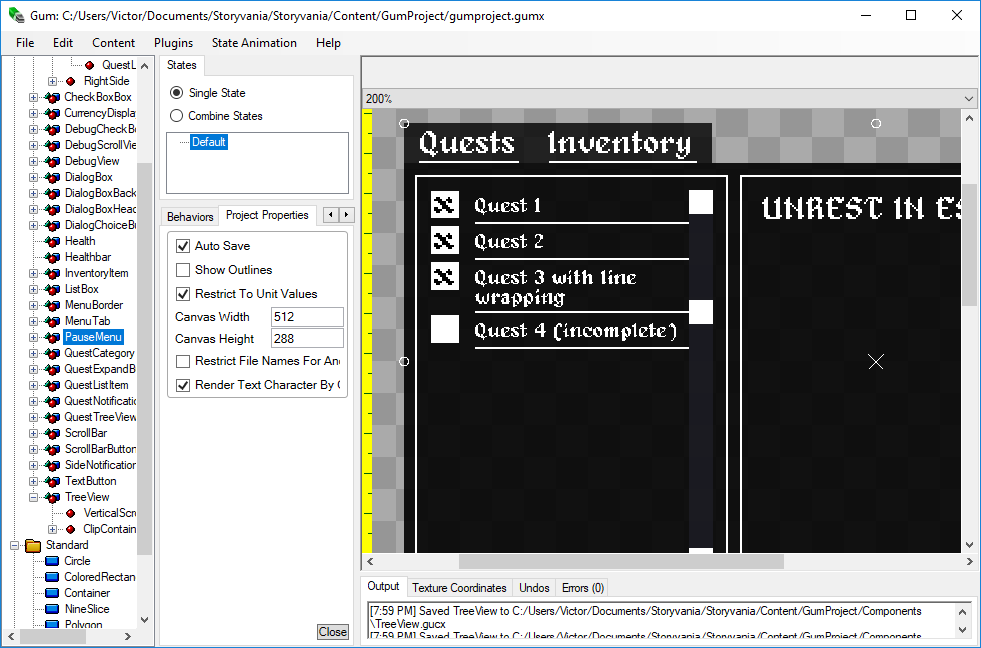 Gum: C:/Users/Victor/Documents/Storyvania/Storyvania/Content/GumProject/gumproject.gumx
File Edit Content Plugins State Animation Help
QuestL
RightSide
CheckBoxBox
CurrencyDispla
DebugCheckB
DebugScrollVie
DebugView
DialogBox
DialogBoxBack
DialogBoxHead
DialogChoiceB
Health
Healthbar
InventoryItem
ListBox
MenuBorder
MenuTab
PauseMenu
QuestCategory
QuestExpandB
QuestListItem
QuestNotificatio
QuestTreeView
ScrollBar
ScrollBarButton
SideNotification
TextButton
TreeView
VerticalScr
ClipContain
Standard
Circle
ColoredRectan
Container
NineSlice
Polygon
States
Single State
Combine States
Default
Behaviors Project Properties
Auto Save
Show Outlines
Restrict To Unit Values
Canvas Width 512
Canvas Height 288
Restrict File Names For An
Render Text Character By C
Close
200%
Quests Inventory
Quest 1
Quest 2
Quest 3 with line
wrapping
Quest 4 (incomplete)
UNREST IN ES
Output Texture Coordinates Undos Errors (0)
[7:59 PM] Saved TreeView to C:/Users/Victor/Documents/Storyvania/Storyvania/Content/GumProject/Components
\TreeView.gucx
[7:59 PM] Saved TreeView to C:/Users/Victor/Documents/Storyvania/Storyvania/Content/GumProject/Components